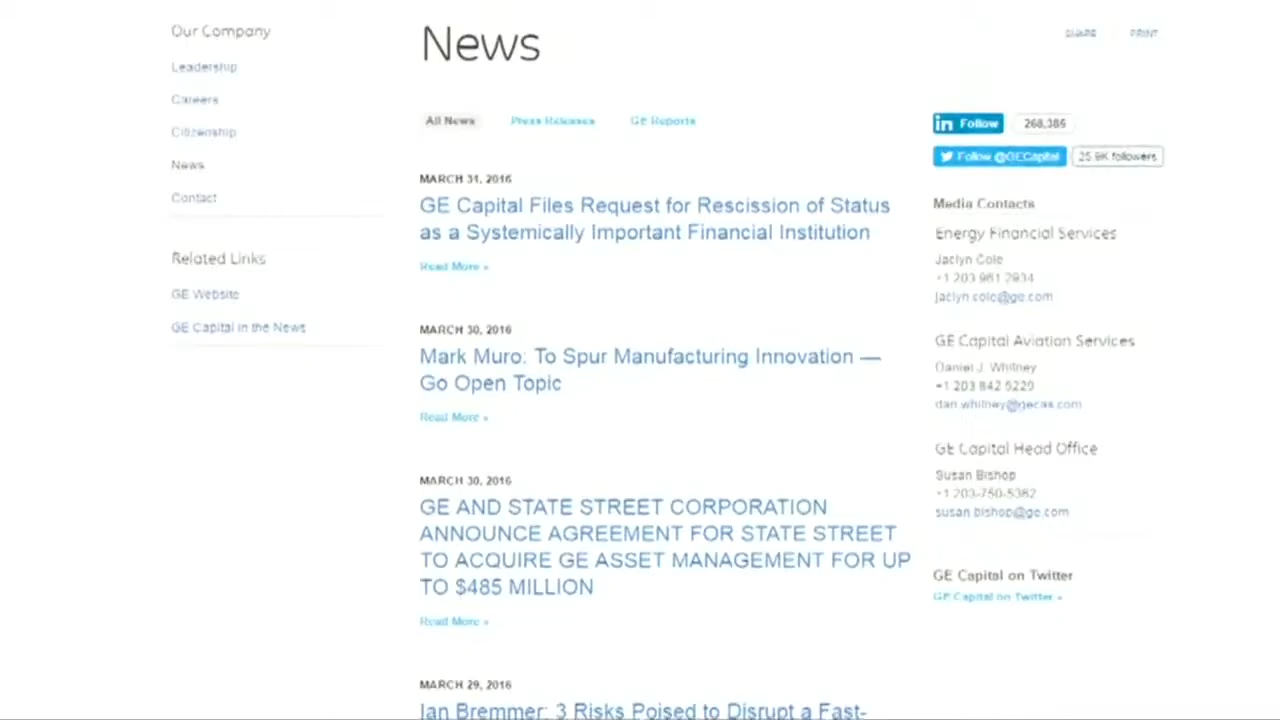 Our Company
Leadership
Careers
Citizenship
News
Contact
Related Links
GE Website
GE Capital in the News
News
SHARE
PRINT
All News
Press Releases
GE Reports
MARCH 31, 2016
GE Capital Files Request for Rescission of Status
as a Systemically Important Financial Institution
Read More »
MARCH 30, 2016
Mark Muro: To Spur Manufacturing Innovation —
Go Open Topic
Read More »
MARCH 30, 2016
GE AND STATE STREET CORPORATION
ANNOUNCE AGREEMENT FOR STATE STREET
TO ACQUIRE GE ASSET MANAGEMENT FOR UP
TO $485 MILLION
Read More »
MARCH 29, 2016
Ian Bremmer: 3 Risks Poised to Disrupt a Fast-
in Follow
268,385
Follow @GECapital
25.9K followers
Media Contacts
Energy Financial Services
Jaclyn Cole
+1 203 961 2934
jaclyn.cole@ge.com
GE Capital Aviation Services
Daniel J. Whitney
+1 203 842 5229
dan.whitney@gecas.com
GE Capital Head Office
Susan Bishop
+1 203-750-5362
susan.bishop@ge.com
GE Capital on Twitter
GE Capital on Twitter »